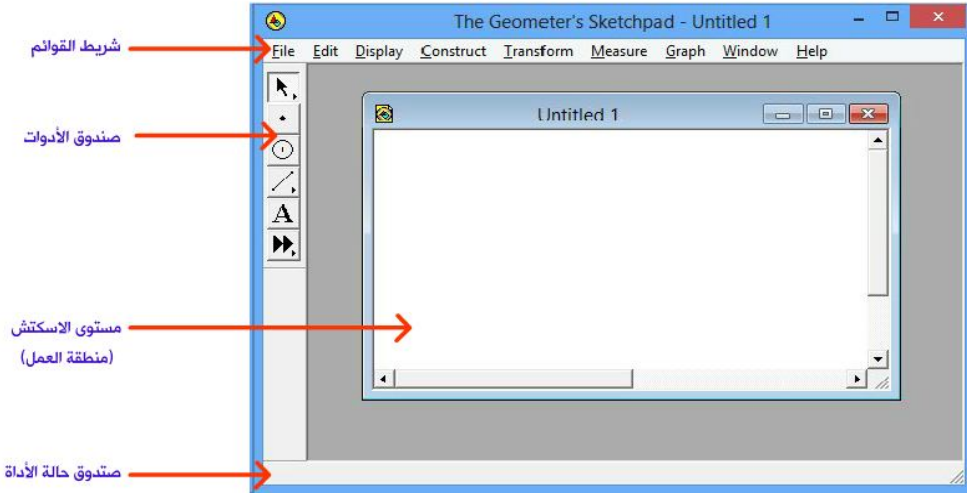 The Geometer's Sketchpad - Untitled 1
شريط القوائم
File Edit Display Construct Transform Measure Graph Window Help
Untitled 1
صندوق الأدوات
A
مستوى الاسكتش
(منطقة العمل)
صتدوق حالة الأداة